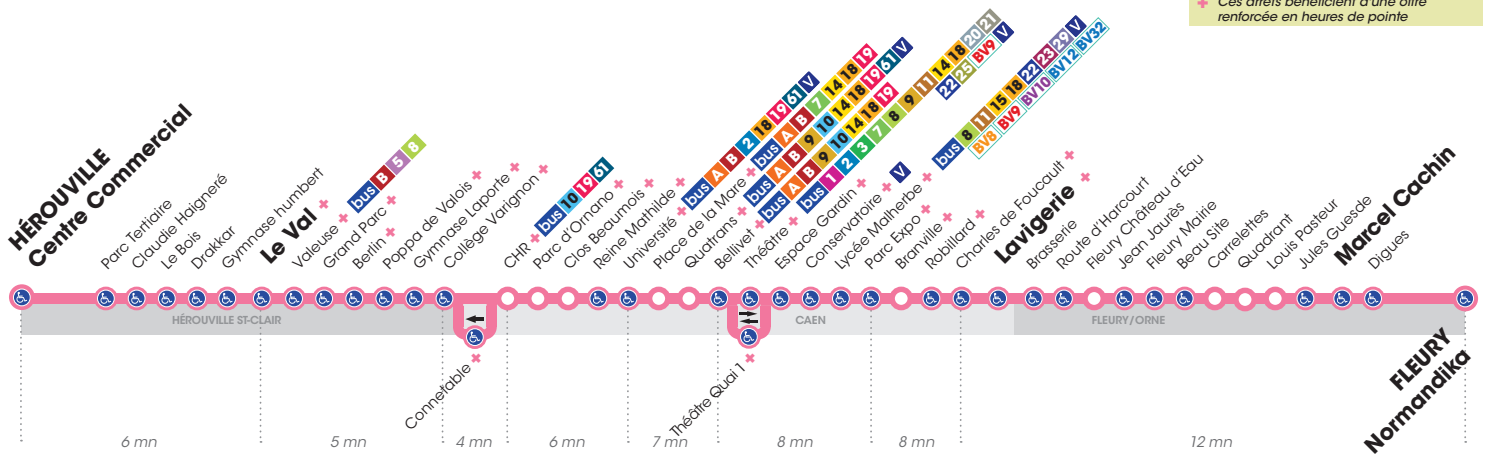 Ces arrêts bénéficient d'une offre
renforcée en heures de pointe
HÉROUVILLE
Centre Commercial
Parc Tertiaire
Claudie Haigneré
Le Bois
Drakkar
Gymnase humbert
Le Val
bus B 5 8
Valeuse
Grand Parc
Berlin
Poppa de Valois
Gymnase Laporte
Collège Varignon
CHR
bus 10 19 61
Parc d'Ornano
Clos Beaumois
Reine Mathilde
Université
bus A B 2 18 19 61 V
Place de la Mare
Quatrans
bus A B 7 14 18 19
bus A B 9 10 14 18 19 61 V
Bellivet
bus A B 9 10 14 18 19
Théâtre
bus 1 2 3 7 8 9 11 14 18 20 21
22 25 BV9 V
Espace Gardin
Conservatoire
V
Lycée Malherbe
bus 8 11 15 18 22 23 29 V
BV8 BV9 BV10 BV12 BV32
Parc Expo
Branville
Robillard
Charles de Foucault
Lavigerie
Brasserie
Route d'Harcourt
Fleury Château d'Eau
Jean Jaurès
Fleury Mairie
Beau Site
Carrelettes
Quadrant
Louis Pasteur
Jules Guesde
Marcel Cachin
Digues
HÉROUVILLE ST-CLAIR
CAEN
FLEURY/ORNE
Connetable
Théâtre Quai 1
FLEURY
Normandika
6 mn
5 mn
4 mn
6 mn
7 mn
8 mn
8 mn
12 mn